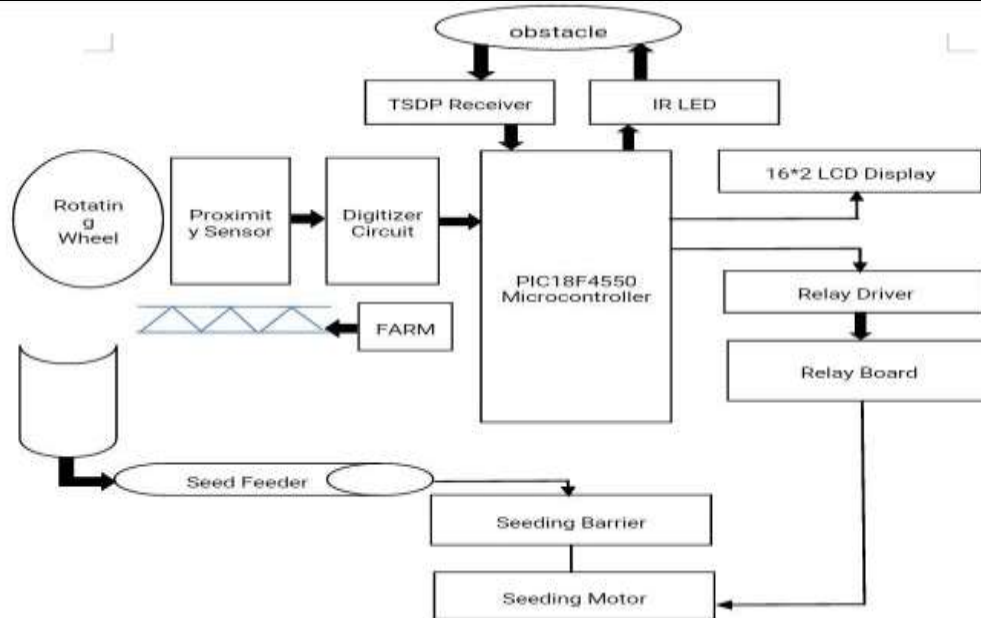 obstacle
TSDP Receiver
IR LED
16*2 LCD Display
Rotatin
g
Wheel
Proximit
y Sensor
Digitizer
Circuit
PIC18F4550
Microcontroller
Relay Driver
FARM
Relay Board
Seed Feeder
Seeding Barrier
Seeding Motor